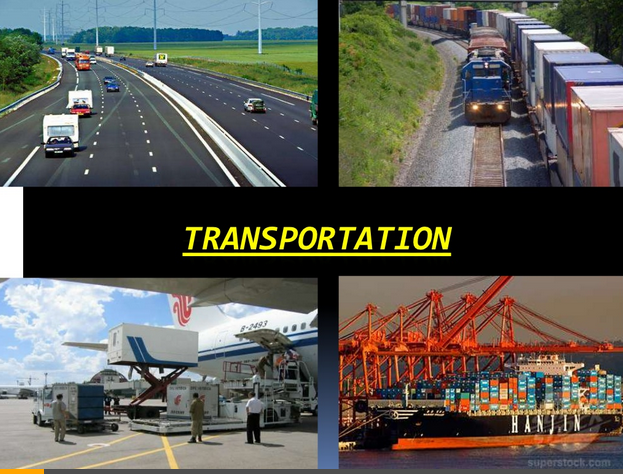 TRANSPORTATION
B-2493
HANJIN
superstock.com